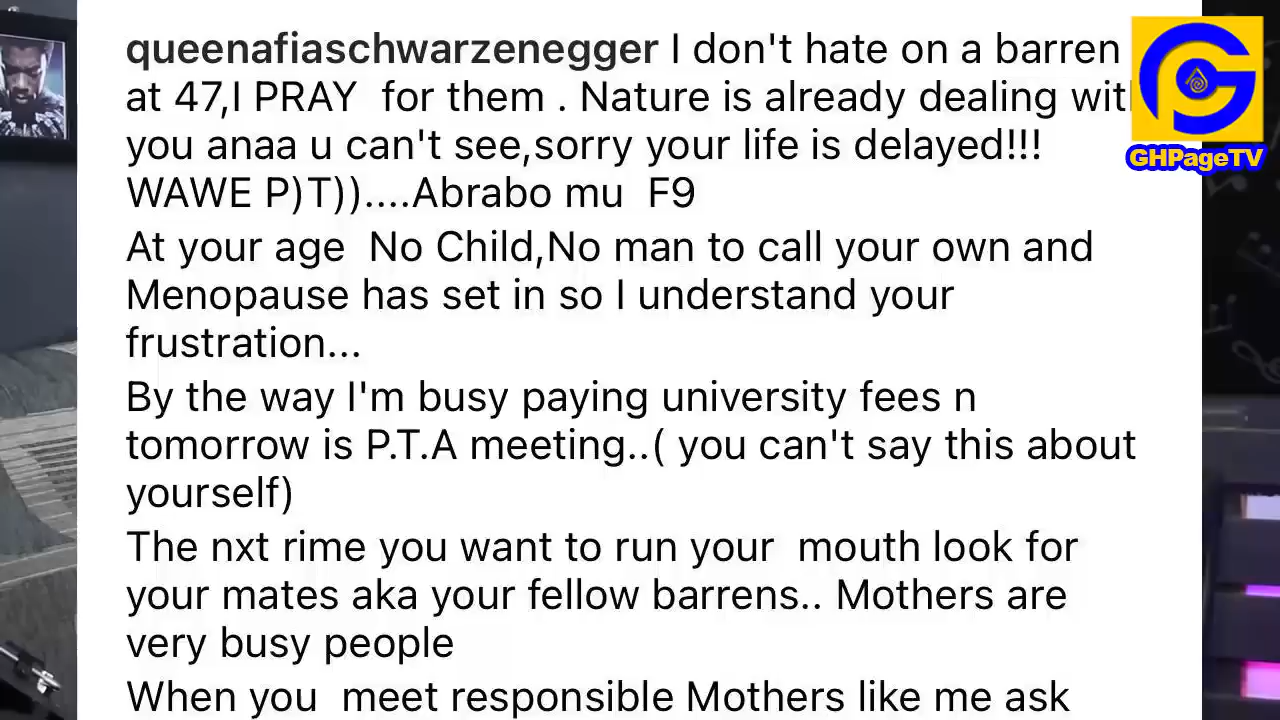 queenafiaschwarzenegger I don't hate on a barren
at 47,I PRAY for them . Nature is already dealing with
you anaa u can't see,sorry your life is delayed!!!
WAWE P)T))....Abrabo mu F9
At your age No Child,No man to call your own and
Menopause has set in so I understand your
frustration...
By the way I'm busy paying university fees n
tomorrow is P.T.A meeting..( you can't say this about
yourself)
The nxt rime you want to run your mouth look for
your mates aka your fellow barrens.. Mothers are
very busy people
When you meet responsible Mothers like me ask
GHPageTV